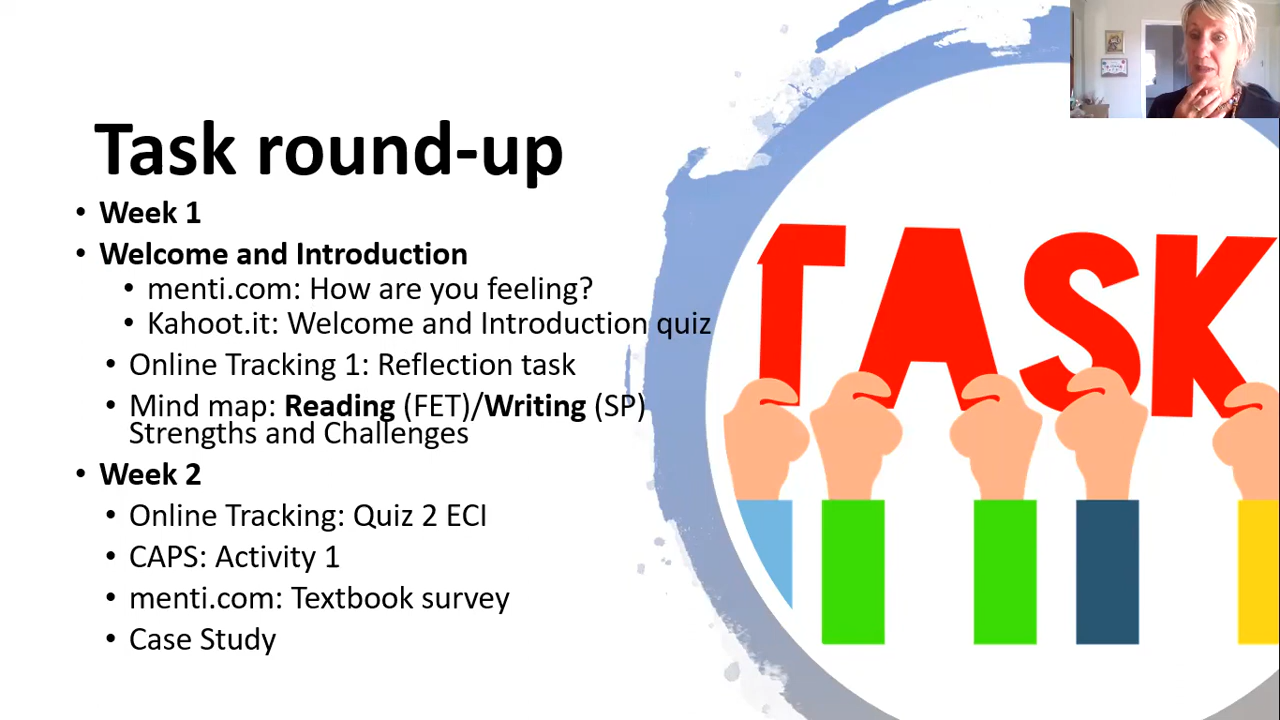 Task round-up
• Week 1
• Welcome and Introduction
• menti.com: How are you feeling?
• Kahoot.it: Welcome and Introduction quiz
• Online Tracking 1: Reflection task
• Mind map: Reading (FET)/Writing (SP)
Strengths and Challenges
• Week 2
• Online Tracking: Quiz 2 ECI
• CAPS: Activity 1
• menti.com: Textbook survey
• Case Study
TASK